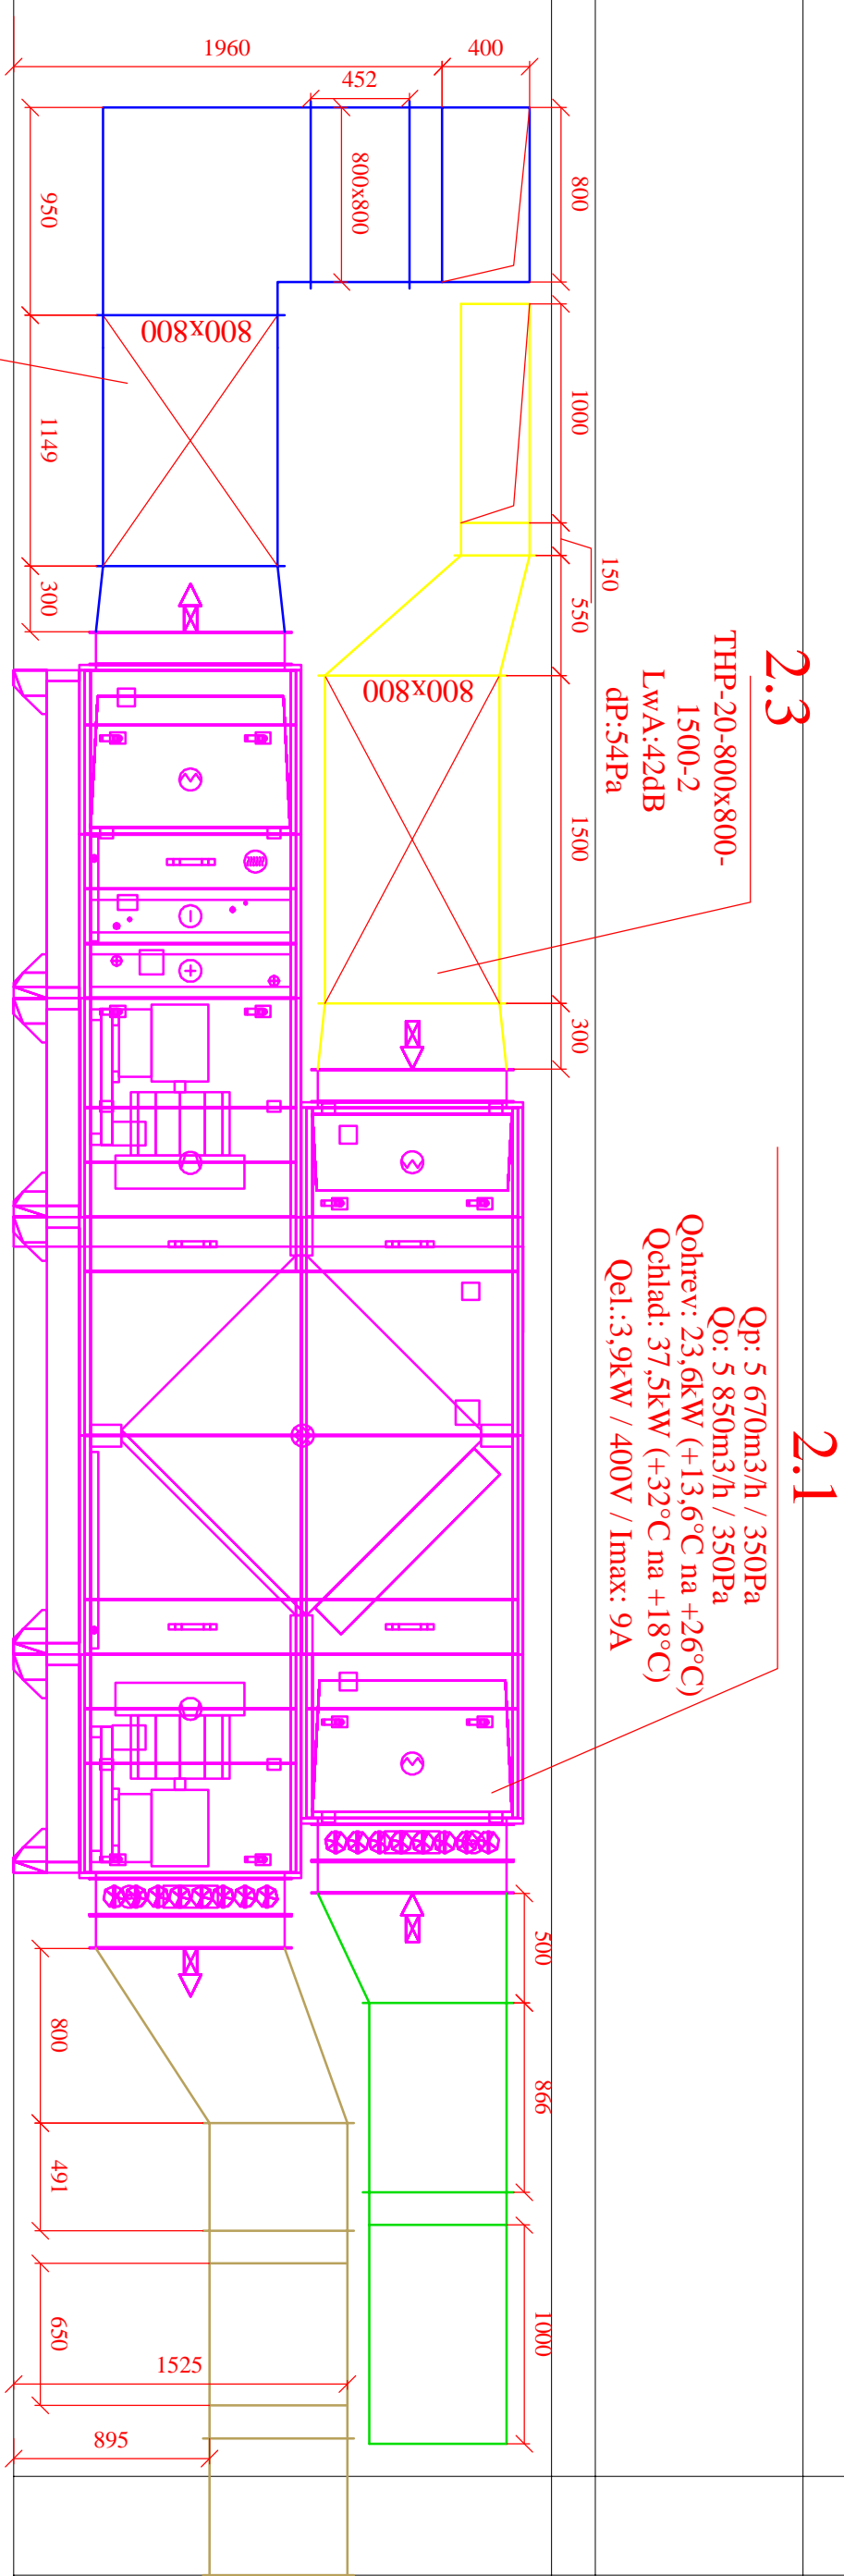 2.3
THP-20-800x800-
1500-2
LwA:42dB
dP:54Pa
2.1
Qp: 5 670m3/h / 350Pa
Qo: 5 850m3/h / 350Pa
Qohrev: 23,6kW (+13,6°C na +26°C)
Qchlad: 37,5kW (+32°C na +18°C)
Qel.:3,9kW / 400V / Imax: 9A
800
1000
150
550
1500
300
500
866
1000
400
1960
452
800x800
800x800
800x800
950
1149
300
800
491
650
1525
895